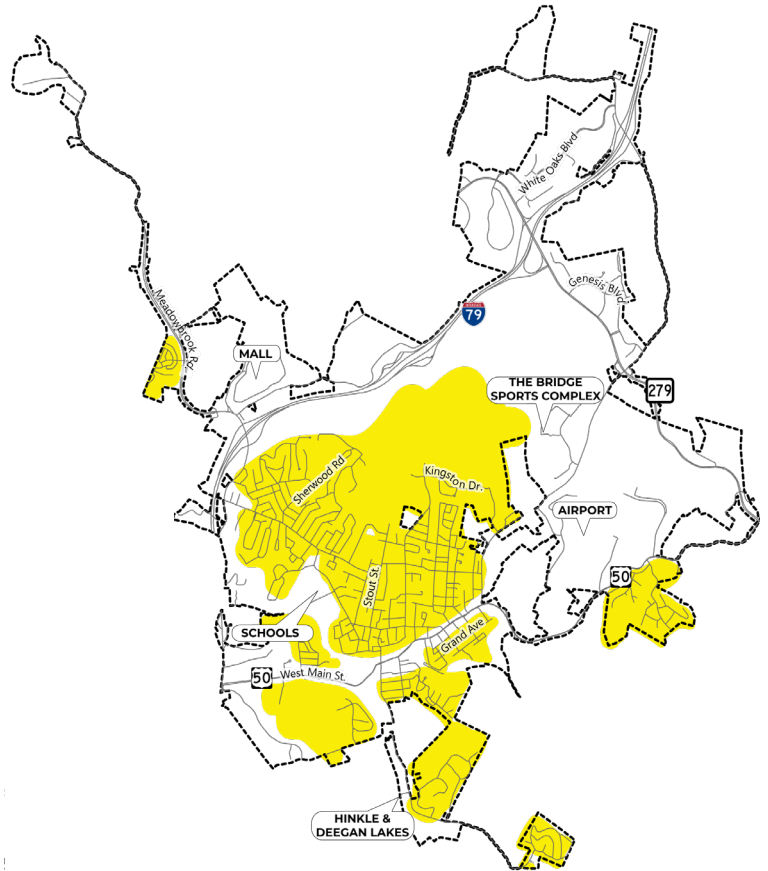 White Oaks Blvd
Genesis Blvd
Meadowbrook Rd
79
MALL
THE BRIDGE
SPORTS COMPLEX
279
Sherwood Rd
Kingston Dr.
AIRPORT
50
Stout St.
SCHOOLS
Grand Ave
50
West Main St.
HINKLE &
DEEGAN LAKES